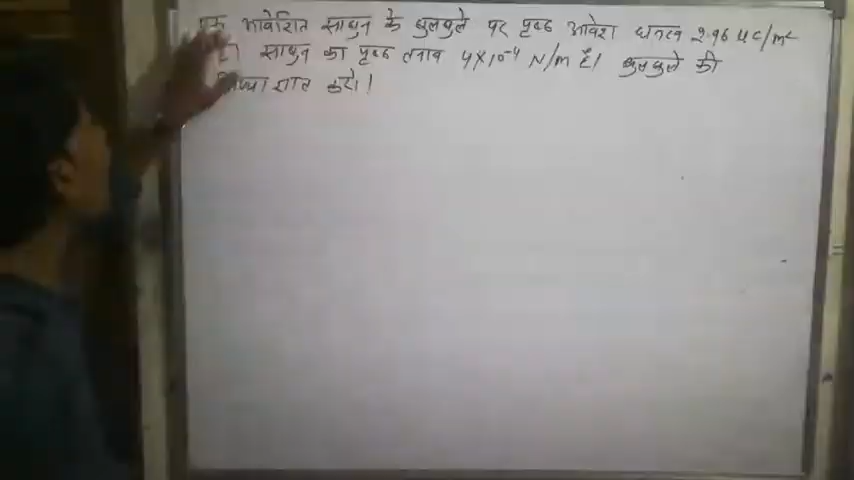 एक आवेशित साबुन के बुलबुले पर पृष्ठ आवेश घनत्व 2.96 μc/m²
है। साबुन का पृष्ठ तनाव 4×10⁻⁴ N/m है। बुलबुले की
त्रिज्या ज्ञात करो।